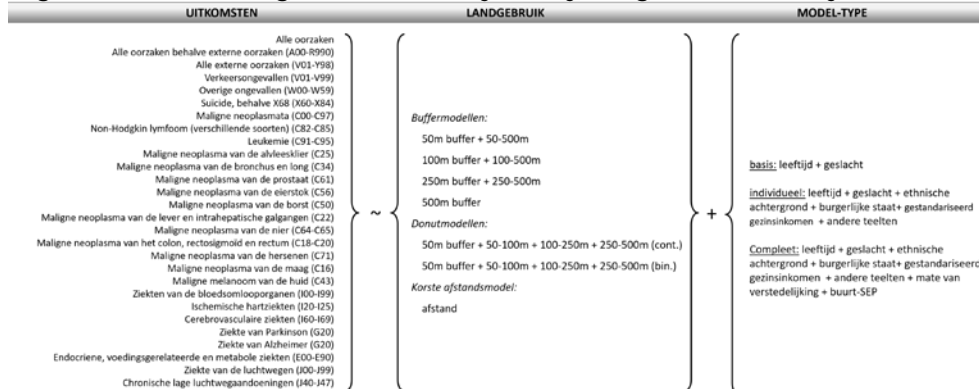 UITKOMSTEN
LANDGEBRUIK
MODEL-TYPE
Alle oorzaken
Alle oorzaken behalve externe oorzaken (A00-R990)
Alle externe oorzaken (V01-Y98)
Verkeersongevallen (V01-V99)
Overige ongevallen (W00-W59)
Suïcide, behalve X68 (X60-X84)
Maligne neoplasmata (C00-C97)
Non-Hodgkin lymfoom (verschillende soorten) (C82-C85)
Leukemie (C91-C95)
Maligne neoplasma van de alvleesklier (C25)
Maligne neoplasma van de bronchus en long (C34)
Maligne neoplasma van de prostaat (C61)
Maligne neoplasma van de eierstok (C56)
Maligne neoplasma van de borst (C50)
Maligne neoplasma van de lever en intrahepatische galgangen (C22)
Maligne neoplasma van de nier (C64-C65)
Maligne neoplasma van het colon, rectosigmoid en rectum (C18-C20)
Maligne neoplasma van de hersenen (C71)
Maligne neoplasma van de maag (C16)
Maligne melanoom van de huid (C43)
Ziekten van de bloedsomlooporganen (I00-I99)
Ischemische hartziekten (I20-I25)
Cerebrovasculaire ziekten (I60-I69)
Ziekte van Parkinson (G20)
Ziekte van Alzheimer (G20)
Endocriene, voedingsgerelateerde en metabole ziekten (E00-E90)
Ziekte van de luchtwegen (J00-J99)
Chronische lage luchtwegaandoeningen (J40-J47)
~
Buffermodellen:
50m buffer + 50-500m
100m buffer + 100-500m
250m buffer + 250-500m
500m buffer
Donutmodellen:
50m buffer + 50-100m + 100-250m + 250-500m (cont.)
50m buffer + 50-100m + 100-250m + 250-500m (bin.)
Korste afstandsmodel:
afstand
+
basis: leeftijd + geslacht
individueel: leeftijd + geslacht + ethnische
achtergrond + burgerlijke staat+ gestandariseerd
gezinsinkomen + andere teelten
Compleet: leeftijd + geslacht + ethnische
achtergrond + burgerlijke staat+ gestandariseerd
gezinsinkomen + andere teelten + mate van
verstedelijking + buurt-SEP